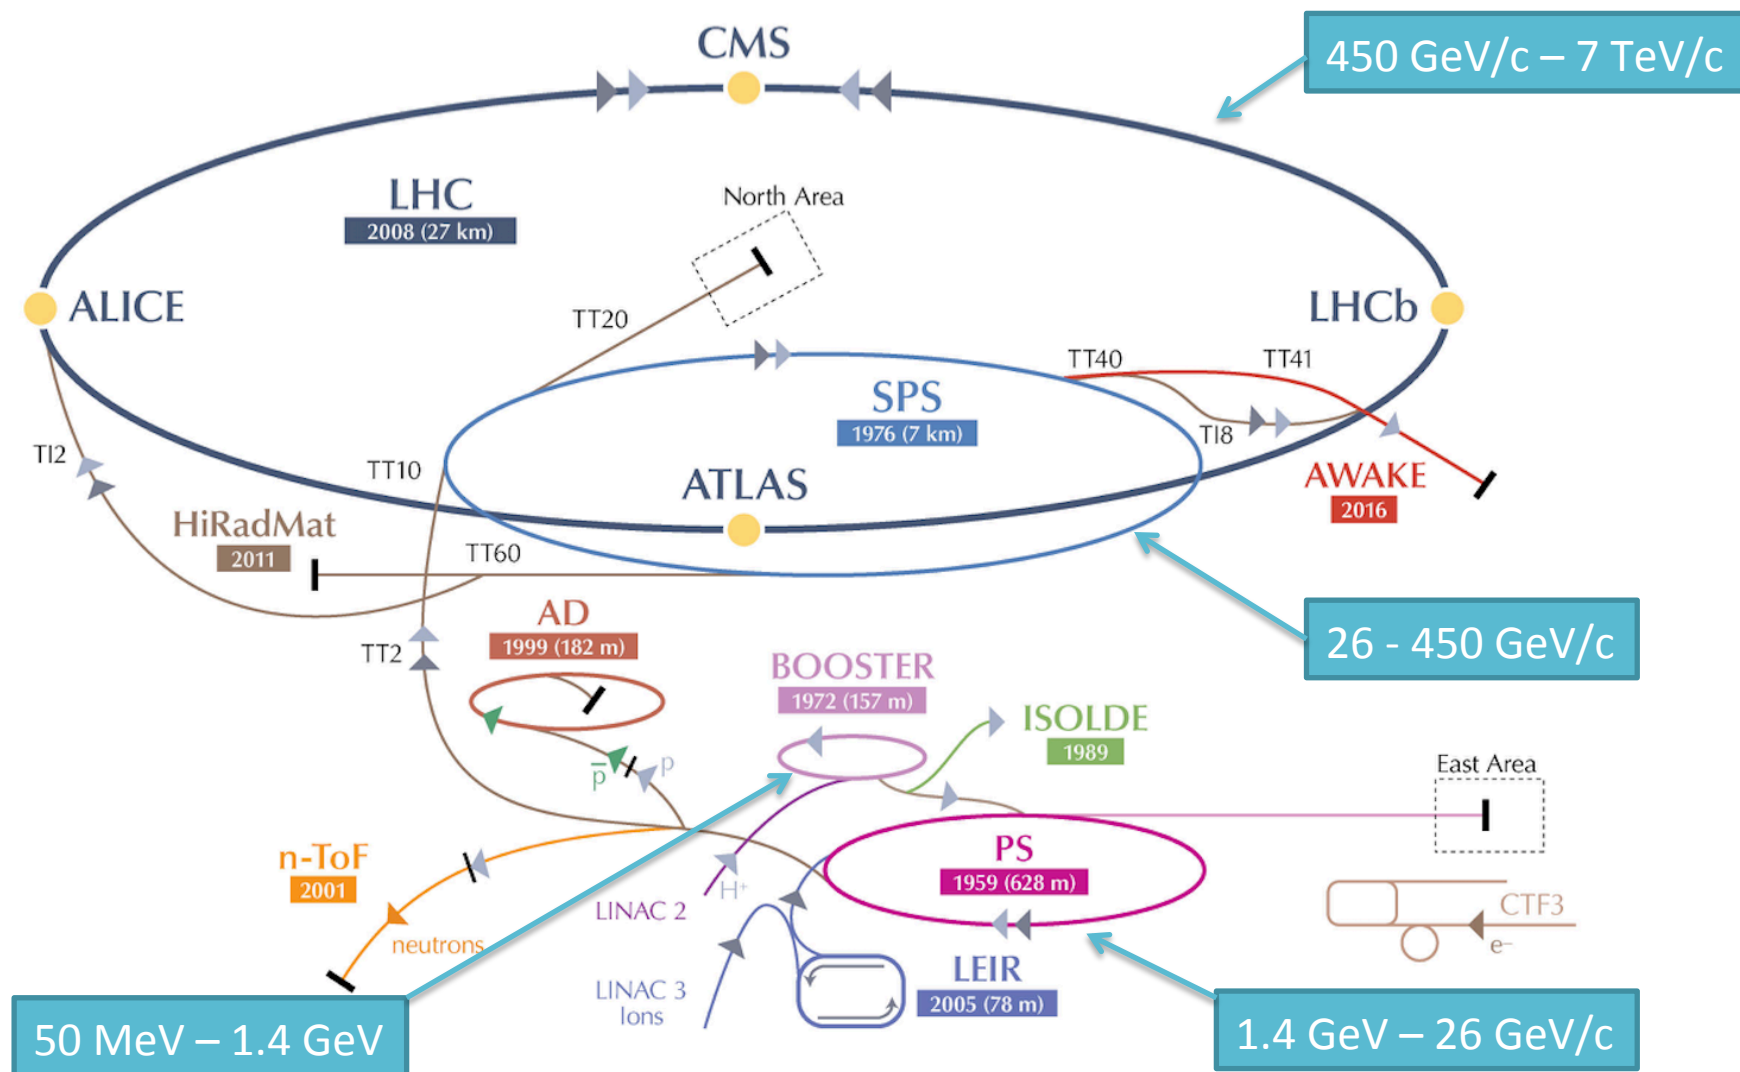 CMS
450 GeV/c – 7 TeV/c
LHC
2008 (27 km)
North Area
ALICE
LHCb
TT20
TT40
TT41
SPS
1976 (7 km)
TI8
TI2
TT10
ATLAS
AWAKE
2016
HiRadMat
2011
TT60
AD
1999 (182 m)
26 - 450 GeV/c
TT2
BOOSTER
1972 (157 m)
ISOLDE
1989
p̅
p
East Area
n-ToF
2001
PS
1959 (628 m)
H⁺
LINAC 2
CTF3
neutrons
e⁻
LEIR
2005 (78 m)
LINAC 3
Ions
50 MeV – 1.4 GeV
1.4 GeV – 26 GeV/c